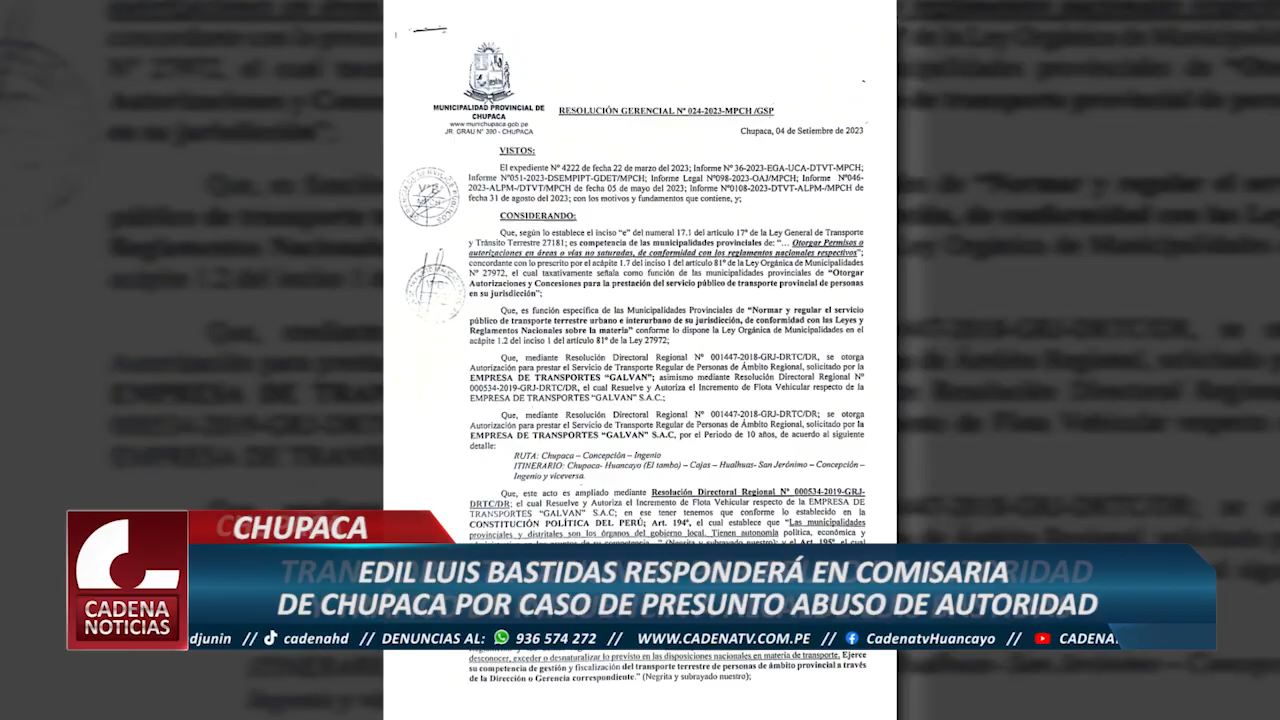 MUNICIPALIDAD PROVINCIAL DE
CHUPACA
www.munichupaca.gob.pe
JR. GRAU N° 390 - CHUPACA
RESOLUCIÓN GERENCIAL Nº 024-2023-MPCH /GSP
Chupaca, 04 de Setiembre de 2023
VISTOS:
El expediente Nº 4222 de fecha 22 de marzo del 2023; Informe Nº 36-2023-EGA-UCA-DTVT-MPCH;
Informe Nº051-2023-DSEMPIPT-GDET/MPCH; Informe Legal Nº098-2023-OAJ/MPCH; Informe Nº046-
2023-ALPM-/DTVT/MPCH de fecha 05 de mayo del 2023; Informe Nº0108-2023-DTVT-ALPM-/MPCH de
fecha 31 de agosto del 2023; con los motivos y fundamentos que contiene, y;
CONSIDERANDO:
Que, según lo establece el inciso "e" del numeral 17.1 del artículo 17º de la Ley General de Transporte
y Tránsito Terrestre 27181; es competencia de las municipalidades provinciales de: "… Otorgar Permisos o
autorizaciones en áreas o vías no saturadas, de conformidad con los reglamentos nacionales respectivos";
concordante con lo prescrito por el acápite 1.7 del inciso 1 del artículo 81º de la Ley Orgánica de Municipalidades
Nº 27972, el cual taxativamente señala como función de las municipalidades provinciales de "Otorgar
Autorizaciones y Concesiones para la prestación del servicio público de transporte provincial de personas
en su jurisdicción";
Que, es función específica de las Municipalidades Provinciales de "Normar y regular el servicio
público de transporte terrestre urbano e interurbano de su jurisdicción, de conformidad con las Leyes y
Reglamentos Nacionales sobre la materia" conforme lo dispone la Ley Orgánica de Municipalidades en el
acápite 1.2 del inciso 1 del artículo 81º de la Ley 27972;
Que, mediante Resolución Directoral Regional Nº 001447-2018-GRJ-DRTC/DR, se otorga
Autorización para prestar el Servicio de Transporte Regular de Personas de Ámbito Regional, solicitado por la
EMPRESA DE TRANSPORTES "GALVAN"; asimismo mediante Resolución Directoral Regional Nº
000534-2019-GRJ-DRTC/DR, el cual Resuelve y Autoriza el Incremento de Flota Vehicular respecto de la
EMPRESA DE TRANSPORTES "GALVAN" S.A.C.;
Que, mediante Resolución Directoral Regional Nº 001447-2018-GRJ-DRTC/DR; se otorga
Autorización para prestar el Servicio de Transporte Regular de Personas de Ámbito Regional, solicitado por la
EMPRESA DE TRANSPORTES "GALVAN" S.A.C, por el Periodo de 10 años, de acuerdo al siguiente
detalle:
RUTA: Chupaca – Concepción – Ingenio
ITINERARIO: Chupaca- Huancayo (El tambo) – Cajas – Hualhuas- San Jerónimo – Concepción –
Ingenio y viceversa.
Que, este acto es ampliado mediante Resolución Directoral Regional Nº 000534-2019-GRJ-
DRTC/DR; el cual Resuelve y Autoriza el Incremento de Flota Vehicular respecto de la EMPRESA DE
TRANSPORTES "GALVAN" S.A.C; en ese tener tenemos que conforme lo establecido en la
CONSTITUCIÓN POLÍTICA DEL PERÚ; Art. 194º, el cual establece que "Las municipalidades
provinciales y distritales son los órganos del gobierno local. Tienen autonomía política, económica y
CHUPACA
EDIL LUIS BASTIDAS RESPONDERÁ EN COMISARIA
DE CHUPACA POR CASO DE PRESUNTO ABUSO DE AUTORIDAD
CADENA
NOTICIAS
djunin // cadenahd // DENUNCIAS AL: 936 574 272 // WWW.CADENATV.COM.PE // CadenatvHuancayo // CADENA
desconocer, exceder o desnaturalizar lo previsto en las disposiciones nacionales en materia de transporte. Ejerce
su competencia de gestión y fiscalización del transporte terrestre de personas de ámbito provincial a través
de la Dirección o Gerencia correspondiente." (Negrita y subrayado nuestro);